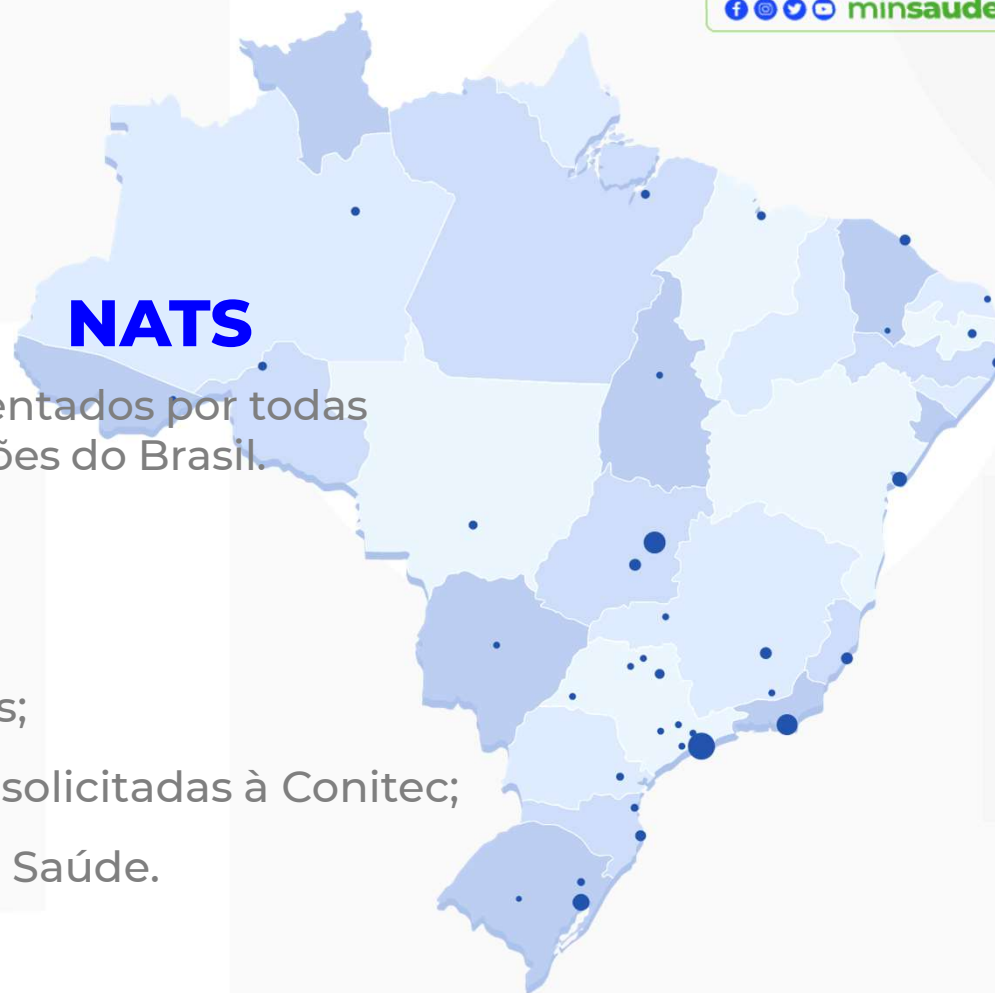 minsaude
NATS
entados por todas
ões do Brasil.
s;
solicitadas à Conitec;
Saúde.